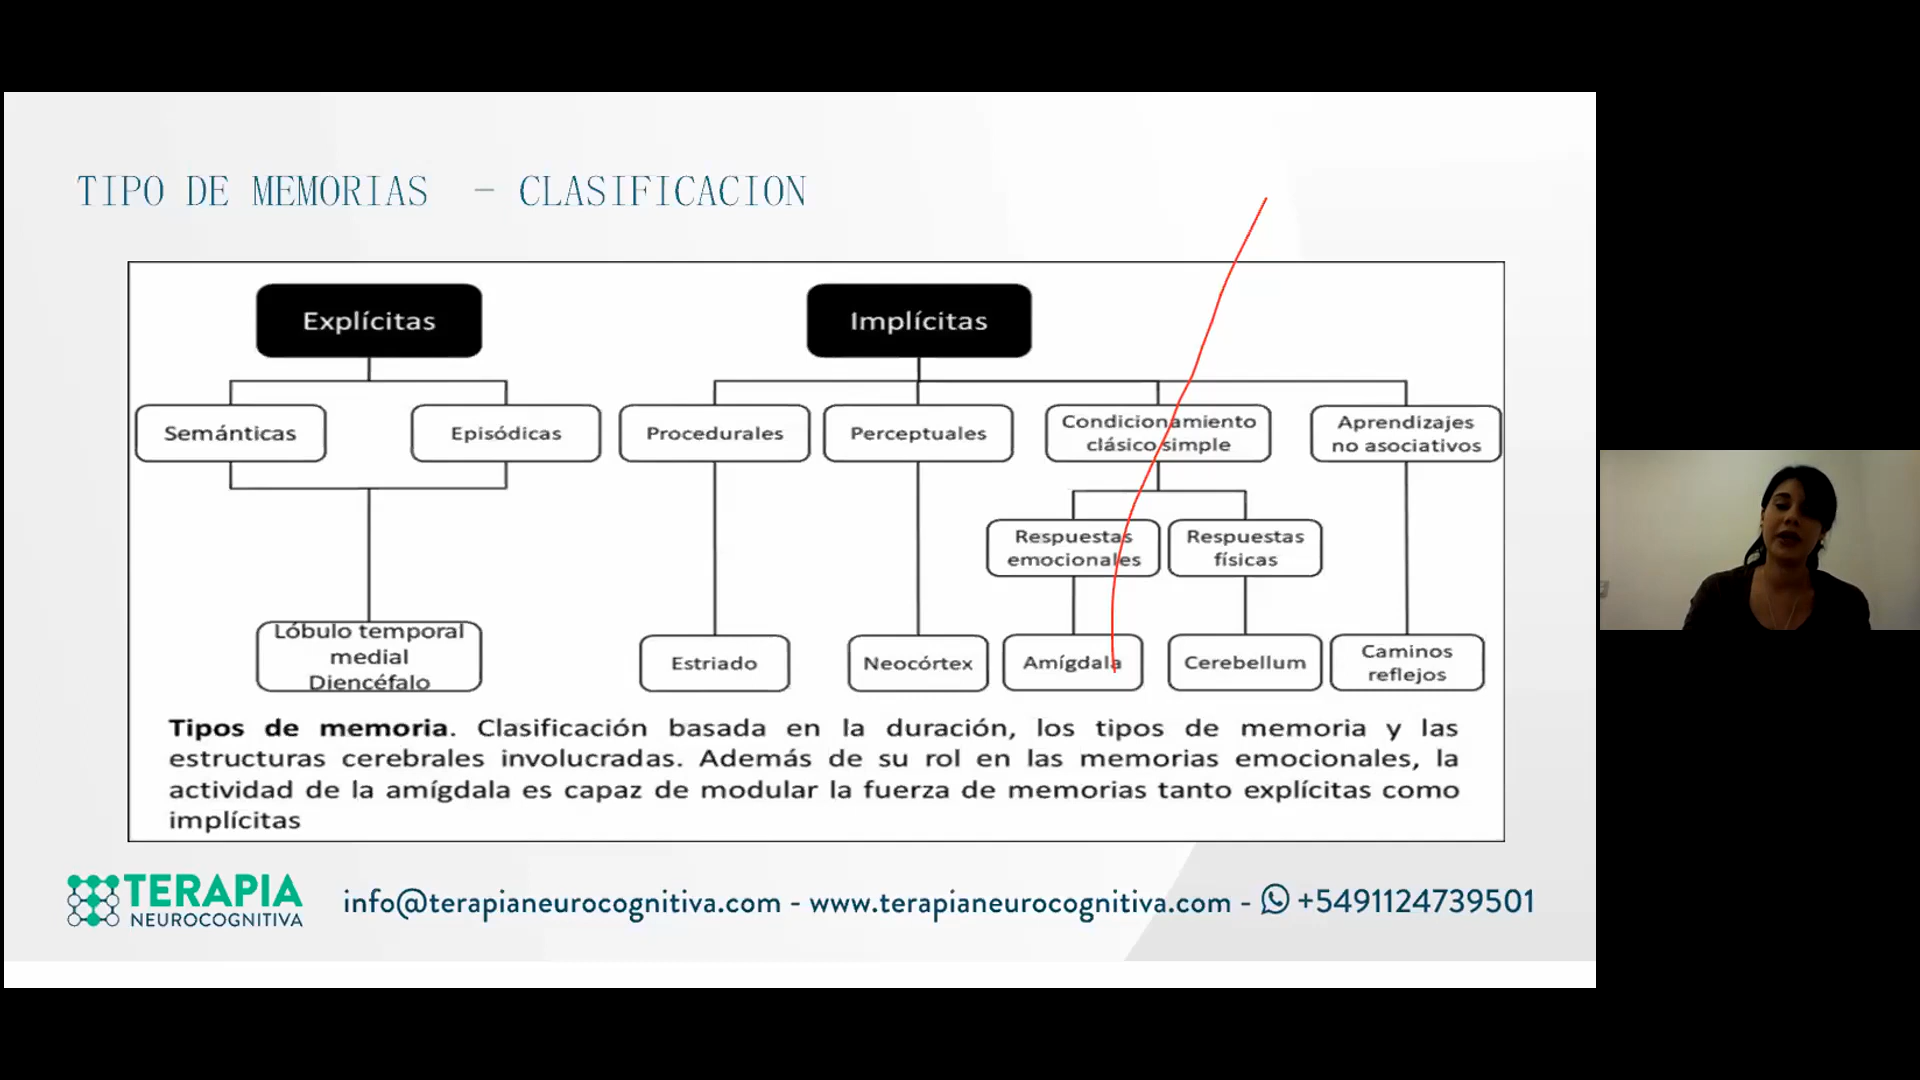 TIPO DE MEMORIAS - CLASIFICACION
Explícitas
Implícitas
Semánticas
Episódicas
Procedurales
Perceptuales
Condicionamiento
clásico simple
Aprendizajes
no asociativos
Respuestas
emocionales
Respuestas
físicas
Lóbulo temporal
medial
Diencéfalo
Estriado
Neocórtex
Amígdala
Cerebellum
Caminos
reflejos
Tipos de memoria. Clasificación basada en la duración, los tipos de memoria y las
estructuras cerebrales involucradas. Además de su rol en las memorias emocionales, la
actividad de la amígdala es capaz de modular la fuerza de memorias tanto explícitas como
implícitas
TERAPIA
NEUROCOGNITIVA
info@terapianeurocognitiva.com - www.terapianeurocognitiva.com - +5491124739501